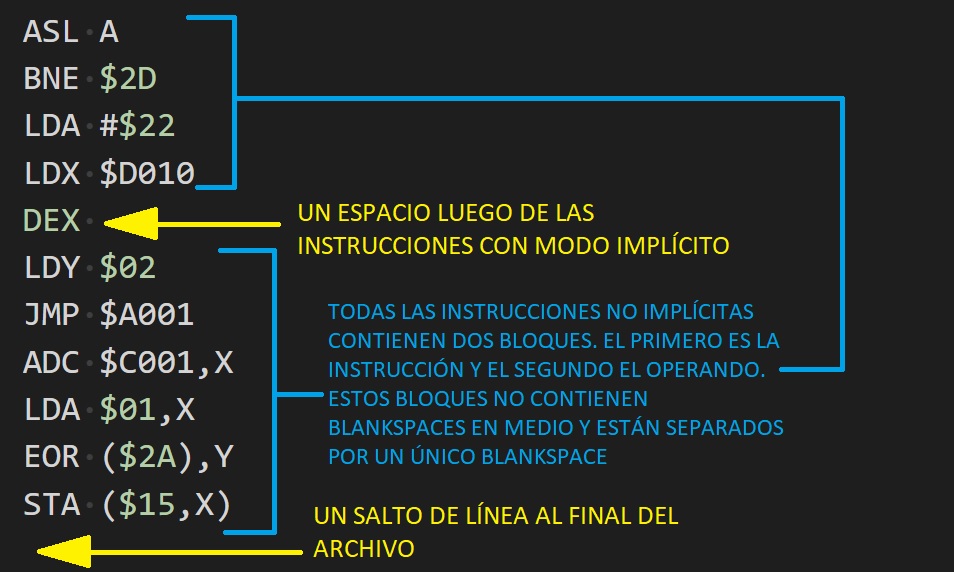 ASL A
BNE $2D
LDA #$22
LDX $D010
DEX
UN ESPACIO LUEGO DE LAS
INSTRUCCIONES CON MODO IMPLÍCITO
LDY $02
JMP $A001
ADC $C001,X
LDA $01,X
EOR ($2A),Y
STA ($15,X)
TODAS LAS INSTRUCCIONES NO IMPLÍCITAS
CONTIENEN DOS BLOQUES. EL PRIMERO ES LA
INSTRUCCIÓN Y EL SEGUNDO EL OPERANDO.
ESTOS BLOQUES NO CONTIENEN
BLANKSPACES EN MEDIO Y ESTÁN SEPARADOS
POR UN ÚNICO BLANKSPACE
UN SALTO DE LÍNEA AL FINAL DEL
ARCHIVO